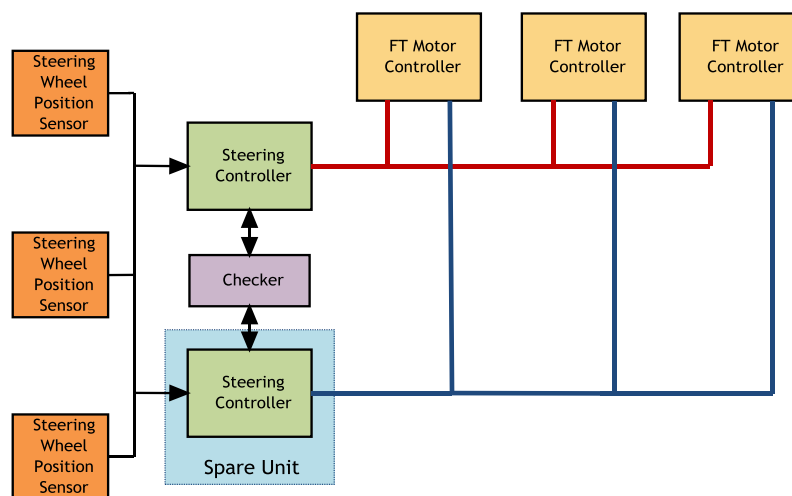 FT Motor
Controller
FT Motor
Controller
FT Motor
Controller
Steering
Wheel
Position
Sensor
Steering
Controller
Steering
Wheel
Position
Sensor
Checker
Steering
Controller
Steering
Wheel
Position
Sensor
Spare Unit